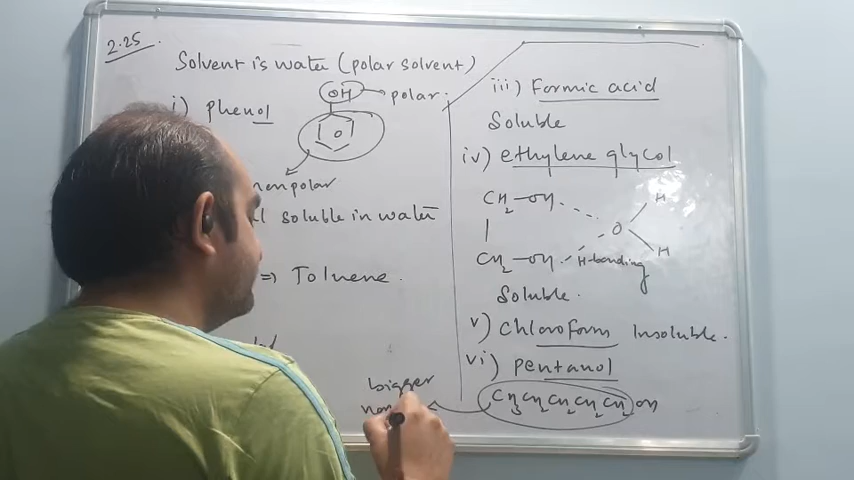 2.25
Solvent is water (polar solvent)
i) phenol
OH polar.
nonpolar
soluble in water
⇒ Toluene.
bigger
iii) Formic acid
Soluble
iv) ethylene glycol
CH2-OH
H
O
H
CH2-OH
H-bonding
Soluble.
v) Chloroform Insoluble.
vi) pentanol
CH3CH2CH2CH2CH2OH